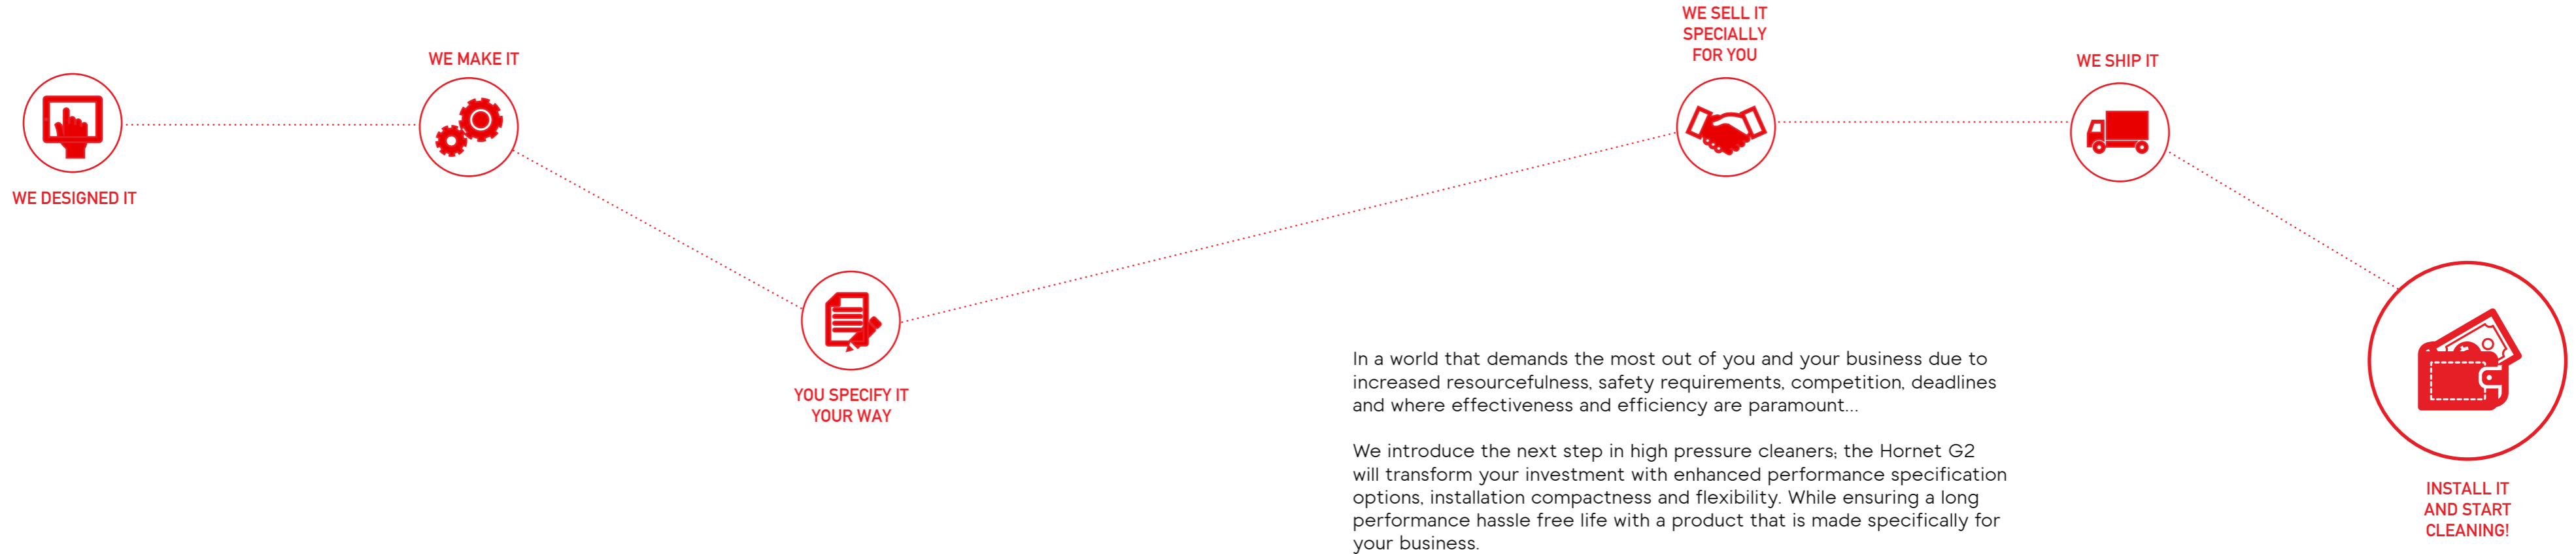 WE DESIGNED IT
WE MAKE IT
YOU SPECIFY IT
YOUR WAY
WE SELL IT
SPECIALLY
FOR YOU
WE SHIP IT
INSTALL IT
AND START
CLEANING!
In a world that demands the most out of you and your business due to
increased resourcefulness, safety requirements, competition, deadlines
and where effectiveness and efficiency are paramount...
We introduce the next step in high pressure cleaners; the Hornet G2
will transform your investment with enhanced performance specification
options, installation compactness and flexibility. While ensuring a long
performance hassle free life with a product that is made specifically for
your business.